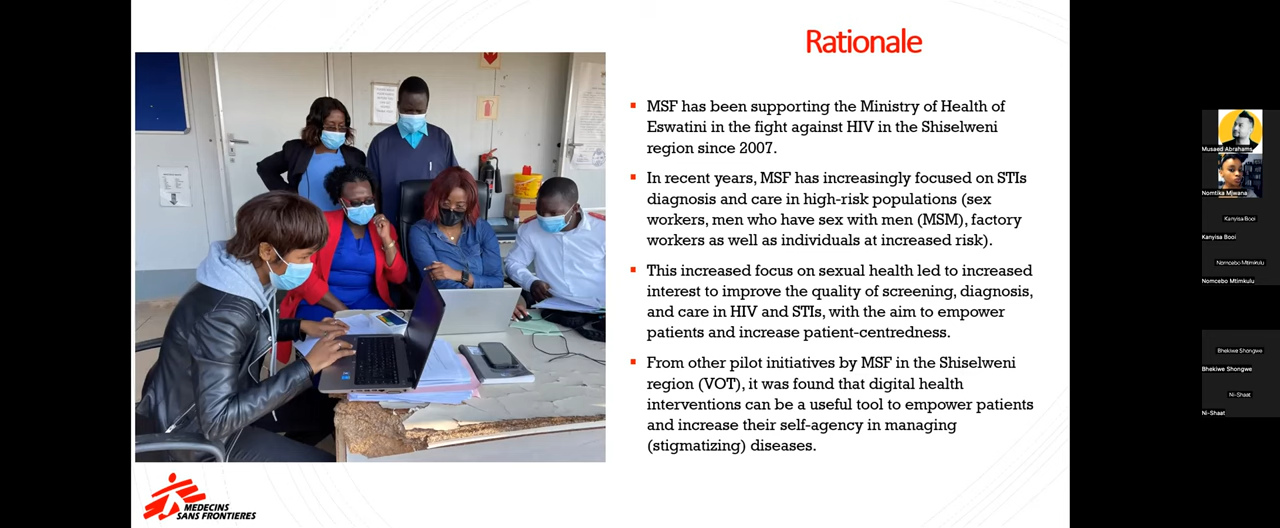 Rationale
MSF has been supporting the Ministry of Health of
Eswatini in the fight against HIV in the Shiselweni
region since 2007.
In recent years, MSF has increasingly focused on STIs
diagnosis and care in high-risk populations (sex
workers, men who have sex with men (MSM), factory
workers as well as individuals at increased risk).
This increased focus on sexual health led to increased
interest to improve the quality of screening, diagnosis,
and care in HIV and STIs, with the aim to empower
patients and increase patient-centredness.
From other pilot initiatives by MSF in the Shiselweni
region (VOT), it was found that digital health
interventions can be a useful tool to empower patients
and increase their self-agency in managing
(stigmatizing) diseases.
MEDECINS
SANS FRONTIERES
Musaed Abrahams
Nomtika Mjwana
Kanyisa Booi
Kanyisa Booi
Nomcebo Mtimkulu
Nomcebo Mtimkulu
Bhekiwe Shongwe
Bhekiwe Shongwe
Ni-Shaat
Ni-Shaat